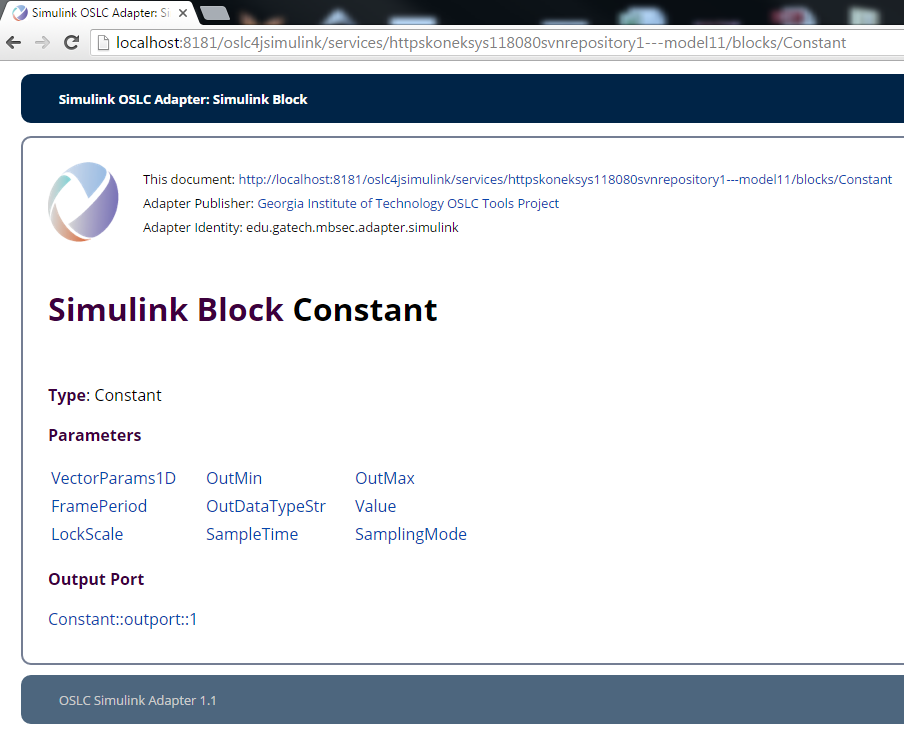 Simulink OSLC Adapter: Si
localhost:8181/oslc4jsimulink/services/httpskoneksys118080svnrepository1---model11/blocks/Constant
Simulink OSLC Adapter: Simulink Block
This document: http://localhost:8181/oslc4jsimulink/services/httpskoneksys118080svnrepository1---model11/blocks/Constant
Adapter Publisher: Georgia Institute of Technology OSLC Tools Project
Adapter Identity: edu.gatech.mbsec.adapter.simulink
Simulink Block Constant
Type: Constant
Parameters
VectorParams1D OutMin OutMax
FramePeriod OutDataTypeStr Value
LockScale SampleTime SamplingMode
Output Port
Constant::outport::1
OSLC Simulink Adapter 1.1